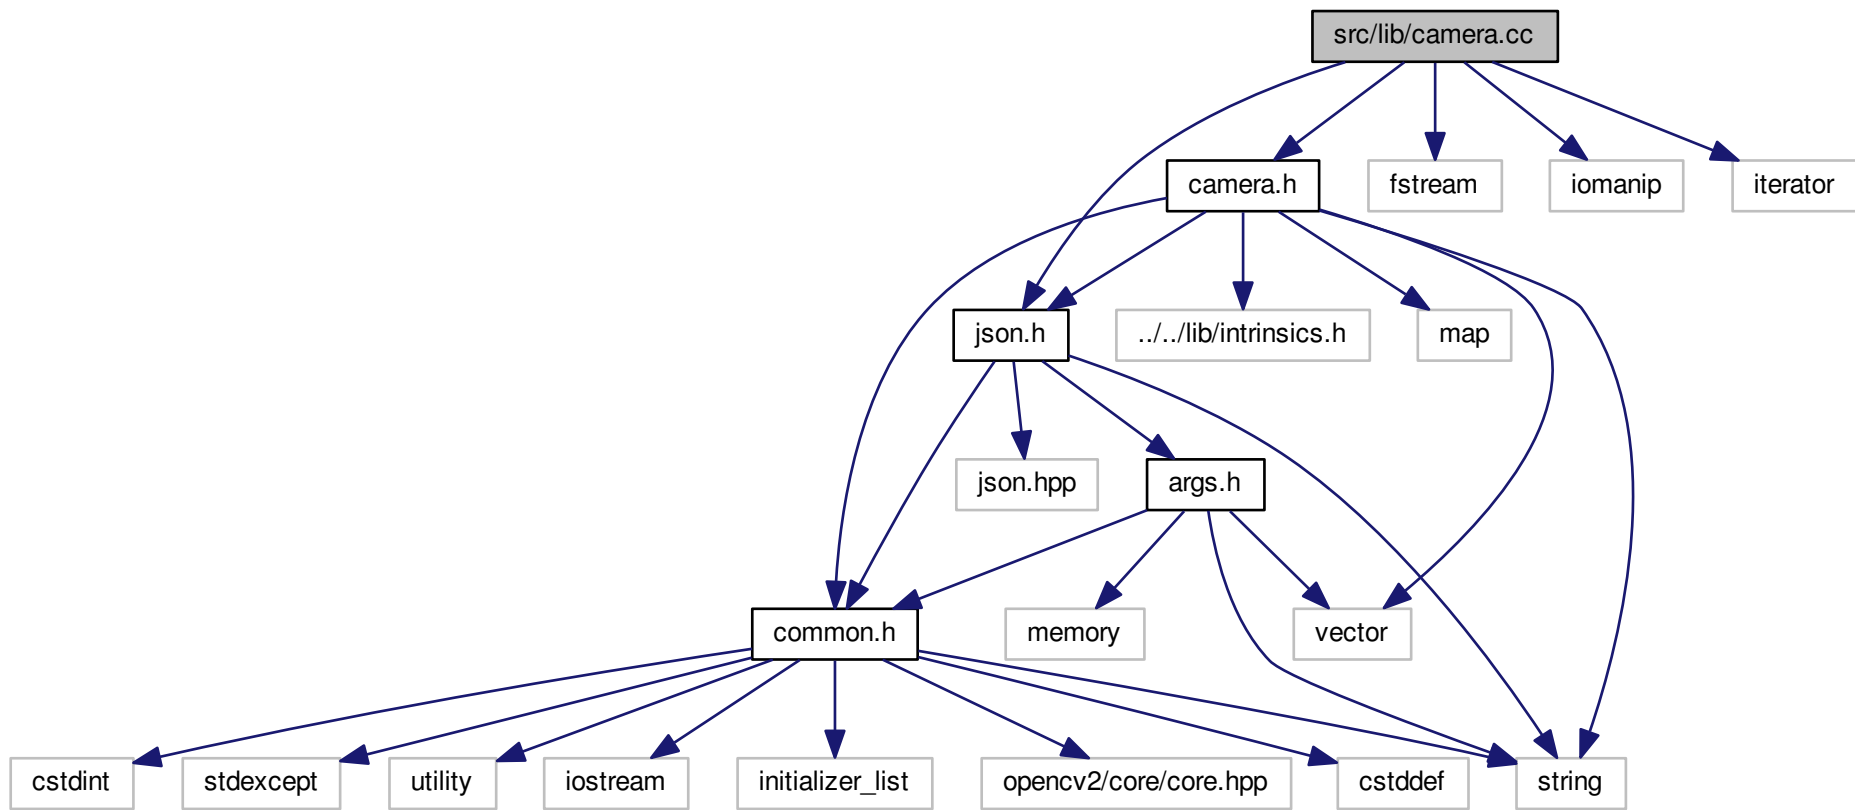 src/lib/camera.cc
camera.h
fstream
iomanip
iterator
json.h
../../lib/intrinsics.h
map
json.hpp
args.h
common.h
memory
vector
cstdint
stdexcept
utility
iostream
initializer_list
opencv2/core/core.hpp
cstddef
string